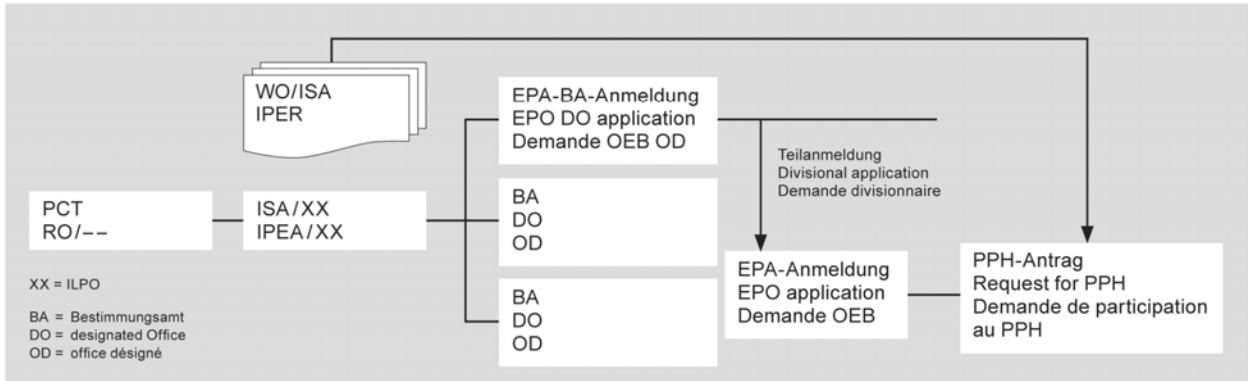 WO/ISA
IPER
EPA-BA-Anmeldung
EPO DO application
Demande OEB OD
Teilanmeldung
Divisional application
Demande divisionnaire
PCT
RO/––
ISA/XX
IPEA/XX
BA
DO
OD
EPA-Anmeldung
EPO application
Demande OEB
PPH-Antrag
Request for PPH
Demande de participation
au PPH
XX = ILPO
BA = Bestimmungsamt
DO = designated Office
OD = office désigné
BA
DO
OD